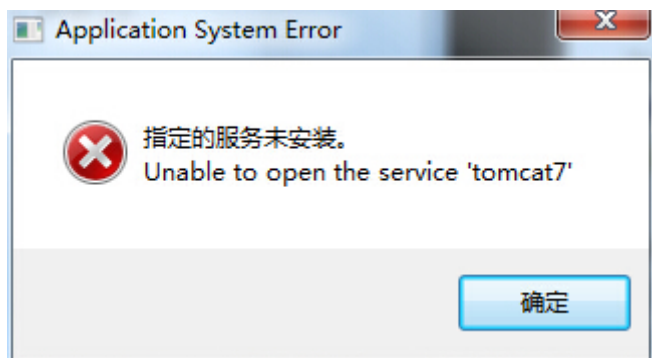 Application System Error
指定的服务未安装。
Unable to open the service 'tomcat7'
确定